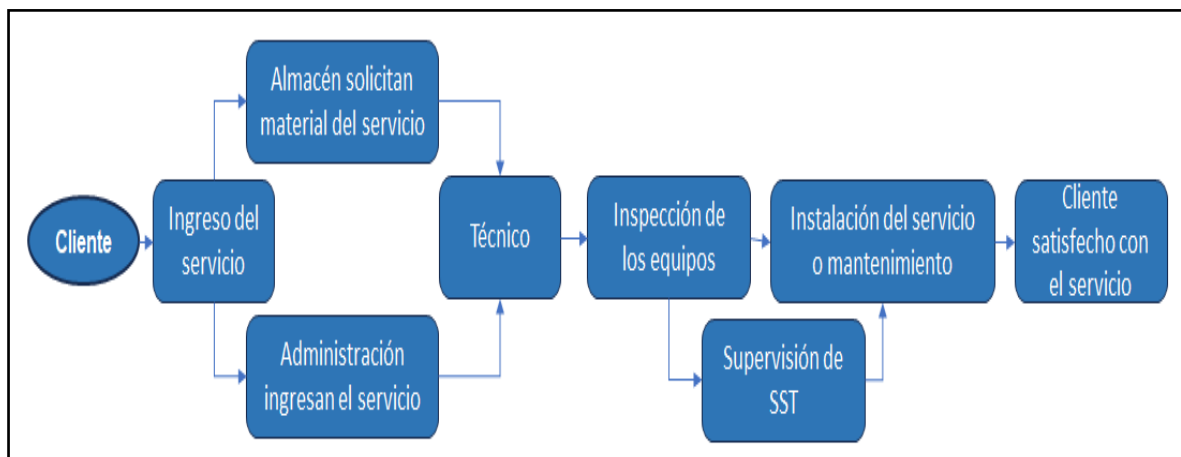 Cliente
Ingreso del
servicio
Almacén solicitan
material del servicio
Administración
ingresan el servicio
Técnico
Inspección de
los equipos
Supervisión de
SST
Instalación del servicio
o mantenimiento
Cliente
satisfecho con
el servicio